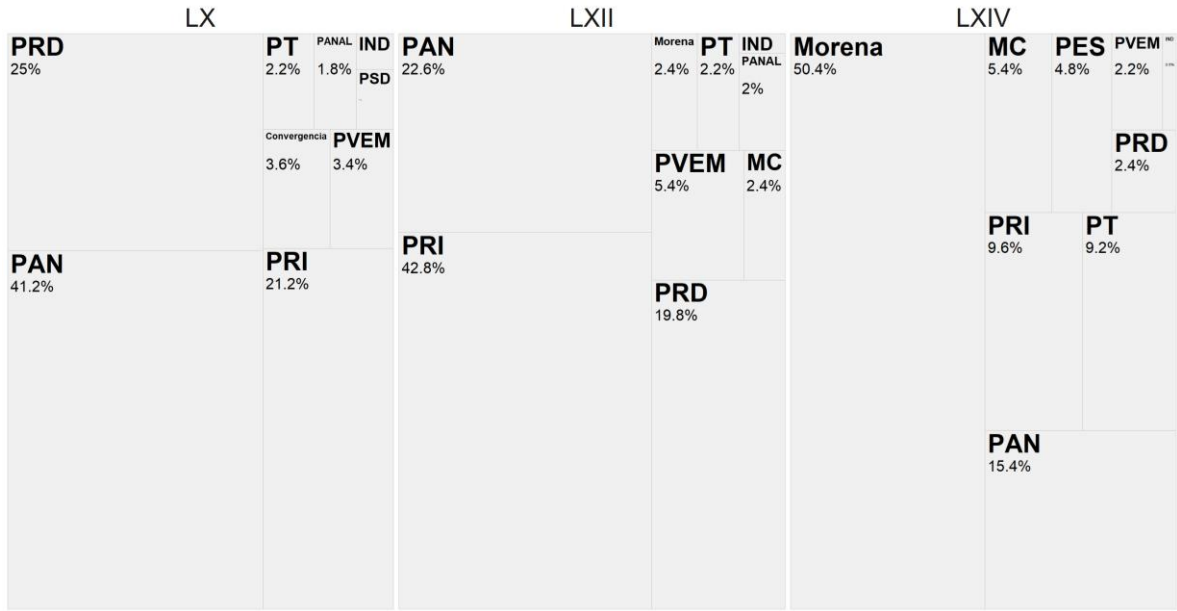 LX
PRD
25%
PT
2.2%
PANAL
1.8%
IND
PSD
Convergencia
3.6%
PVEM
3.4%
PAN
41.2%
PRI
21.2%
LXII
PAN
22.6%
Morena
2.4%
PT
2.2%
IND
PANAL
2%
PVEM
5.4%
MC
2.4%
PRI
42.8%
PRD
19.8%
LXIV
Morena
50.4%
MC
5.4%
PES
4.8%
PVEM
2.2%
PRD
2.4%
PRI
9.6%
PT
9.2%
PAN
15.4%